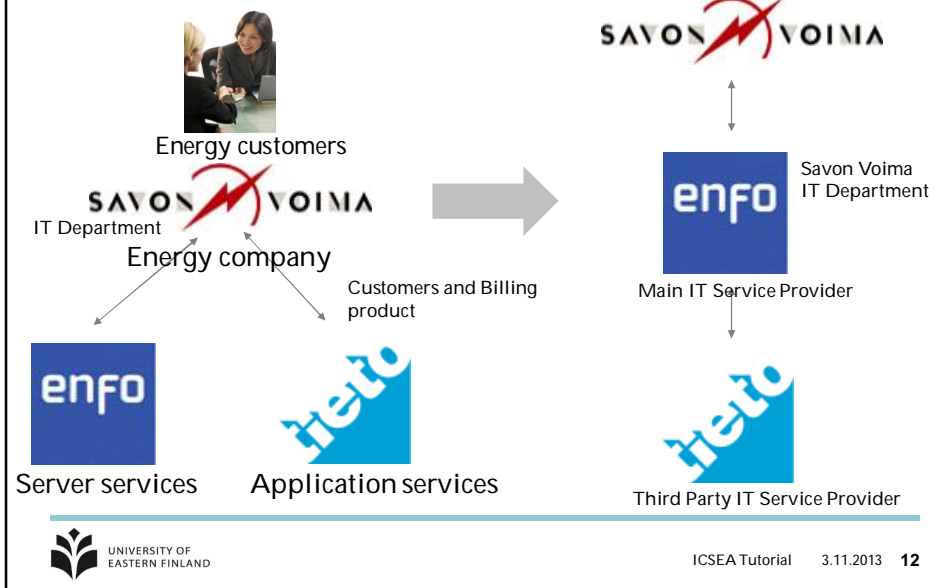 SAVON VOIMA
Energy customers
SAVON VOIMA
IT Department
Energy company
Customers and Billing
product
enfo
Server services
tieto
Application services
enfo
Savon Voima
IT Department
Main IT Service Provider
tieto
Third Party IT Service Provider
UNIVERSITY OF
EASTERN FINLAND
ICSEA Tutorial 3.11.2013 12